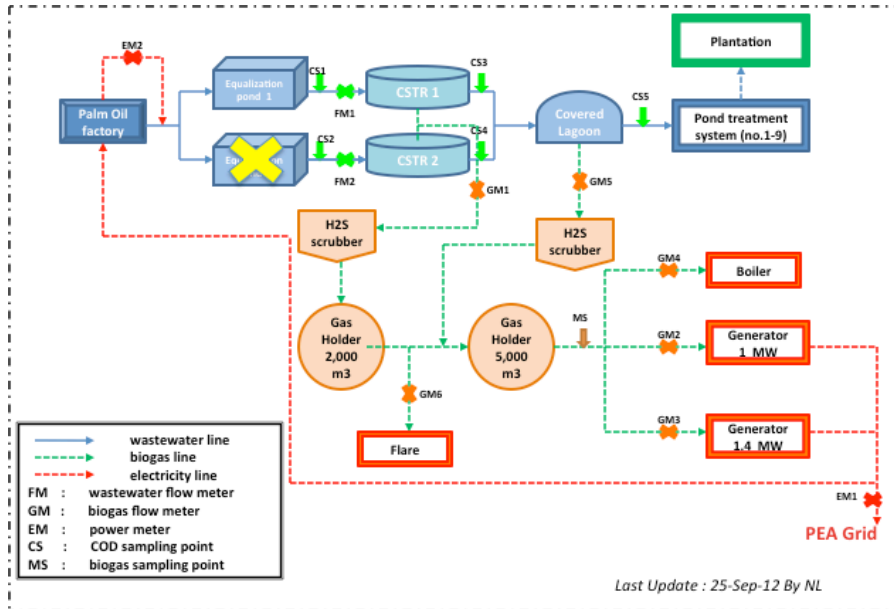 EM2
Plantation
Equalization
pond 1
CS1
FM1
CSTR 1
CS3
Palm Oil
factory
CS2
FM2
CSTR 2
CS4
Covered
Lagoon
CS5
Pond treatment
system (no.1-9)
GM1
GM5
H2S
scrubber
H2S
scrubber
GM4
Boiler
Gas
Holder
2,000
m3
Gas
Holder
5,000
m3
MS
GM2
Generator
1 MW
GM6
GM3
Generator
1.4 MW
Flare
wastewater line
biogas line
electricity line
FM : wastewater flow meter
GM : biogas flow meter
EM : power meter
CS : COD sampling point
MS : biogas sampling point
EM1
PEA Grid
Last Update : 25-Sep-12 By NL